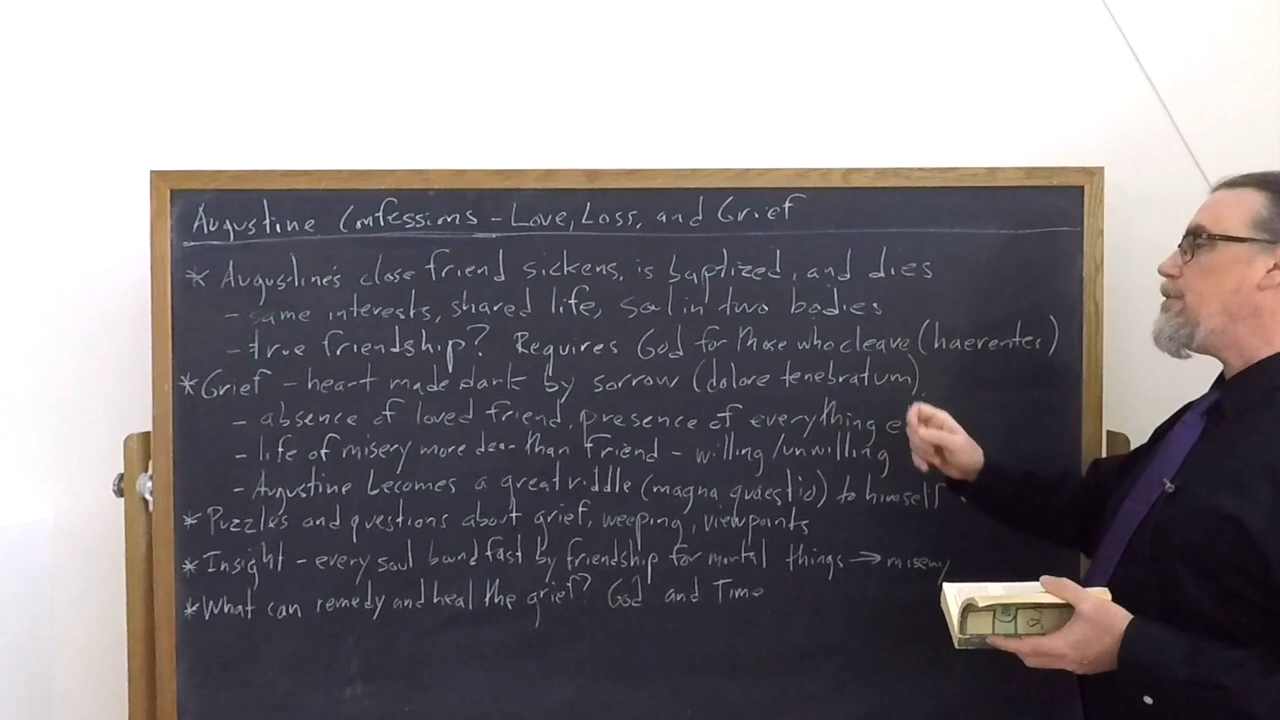 Augustine Confessions - Love, Loss, and Grief
* Augustine's close friend sickens, is baptized, and dies
- same interests, shared life, soul in two bodies
- true friendship? Requires God for those who cleave (haerentes)
* Grief - heart made dark by sorrow (dolore tenebratum)
- absence of loved friend, presence of everything
- life of misery more dear than friend - willing/unwilling
- Augustine becomes a great riddle (magna quaestio) to himself
* Puzzles and questions about grief, weeping, viewpoints
* Insight - every soul bound fast by friendship for mortal things → misery
* What can remedy and heal the grief? God and Time